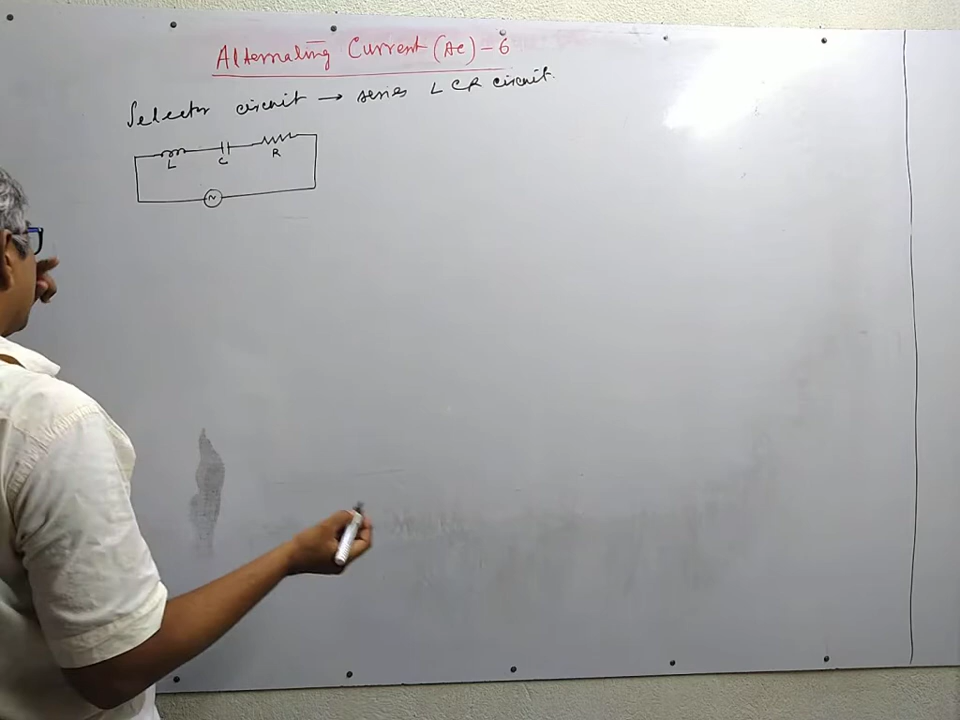 Alternating Current (AC) - 6
Selector circuit → series LCR circuit.
L C R
~